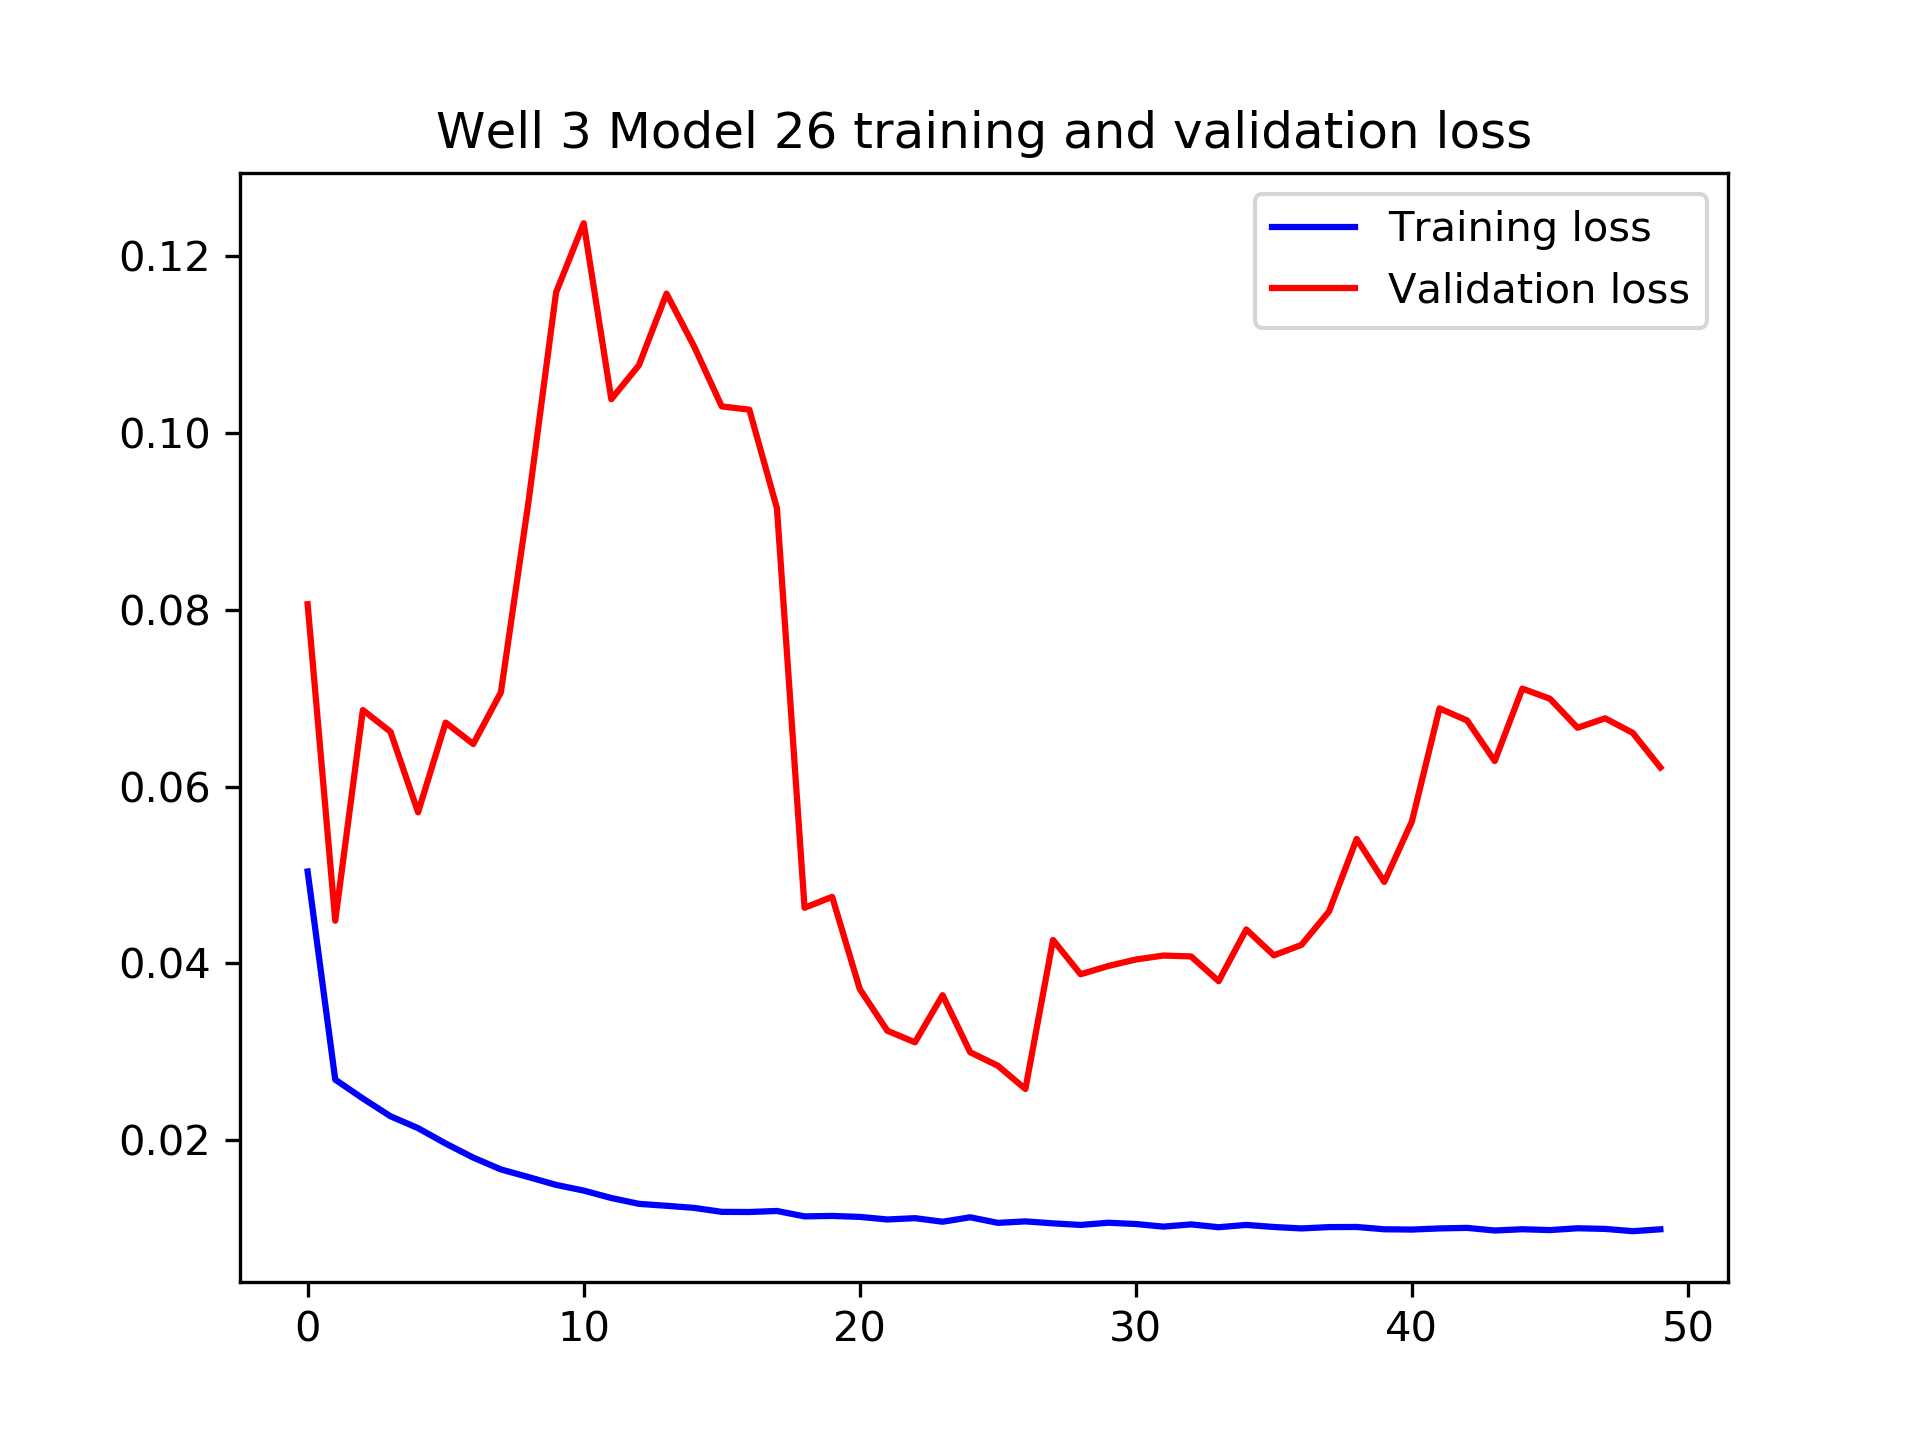 Well 3 Model 26 training and validation loss
Training loss
Validation loss
0.12
0.10
0.08
0.06
0.04
0.02
0 10 20 30 40 50